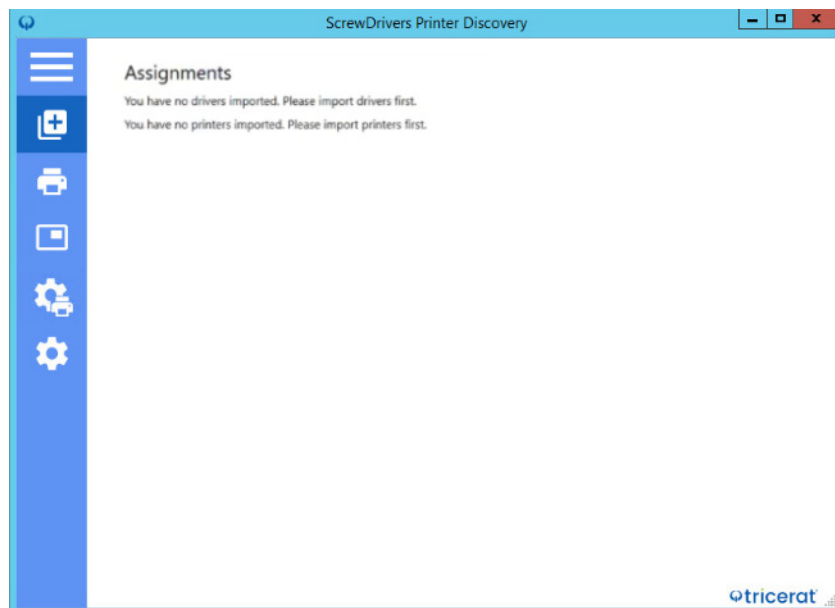 ScrewDrivers Printer Discovery
Assignments
You have no drivers imported. Please import drivers first.
You have no printers imported. Please import printers first.
tricerat